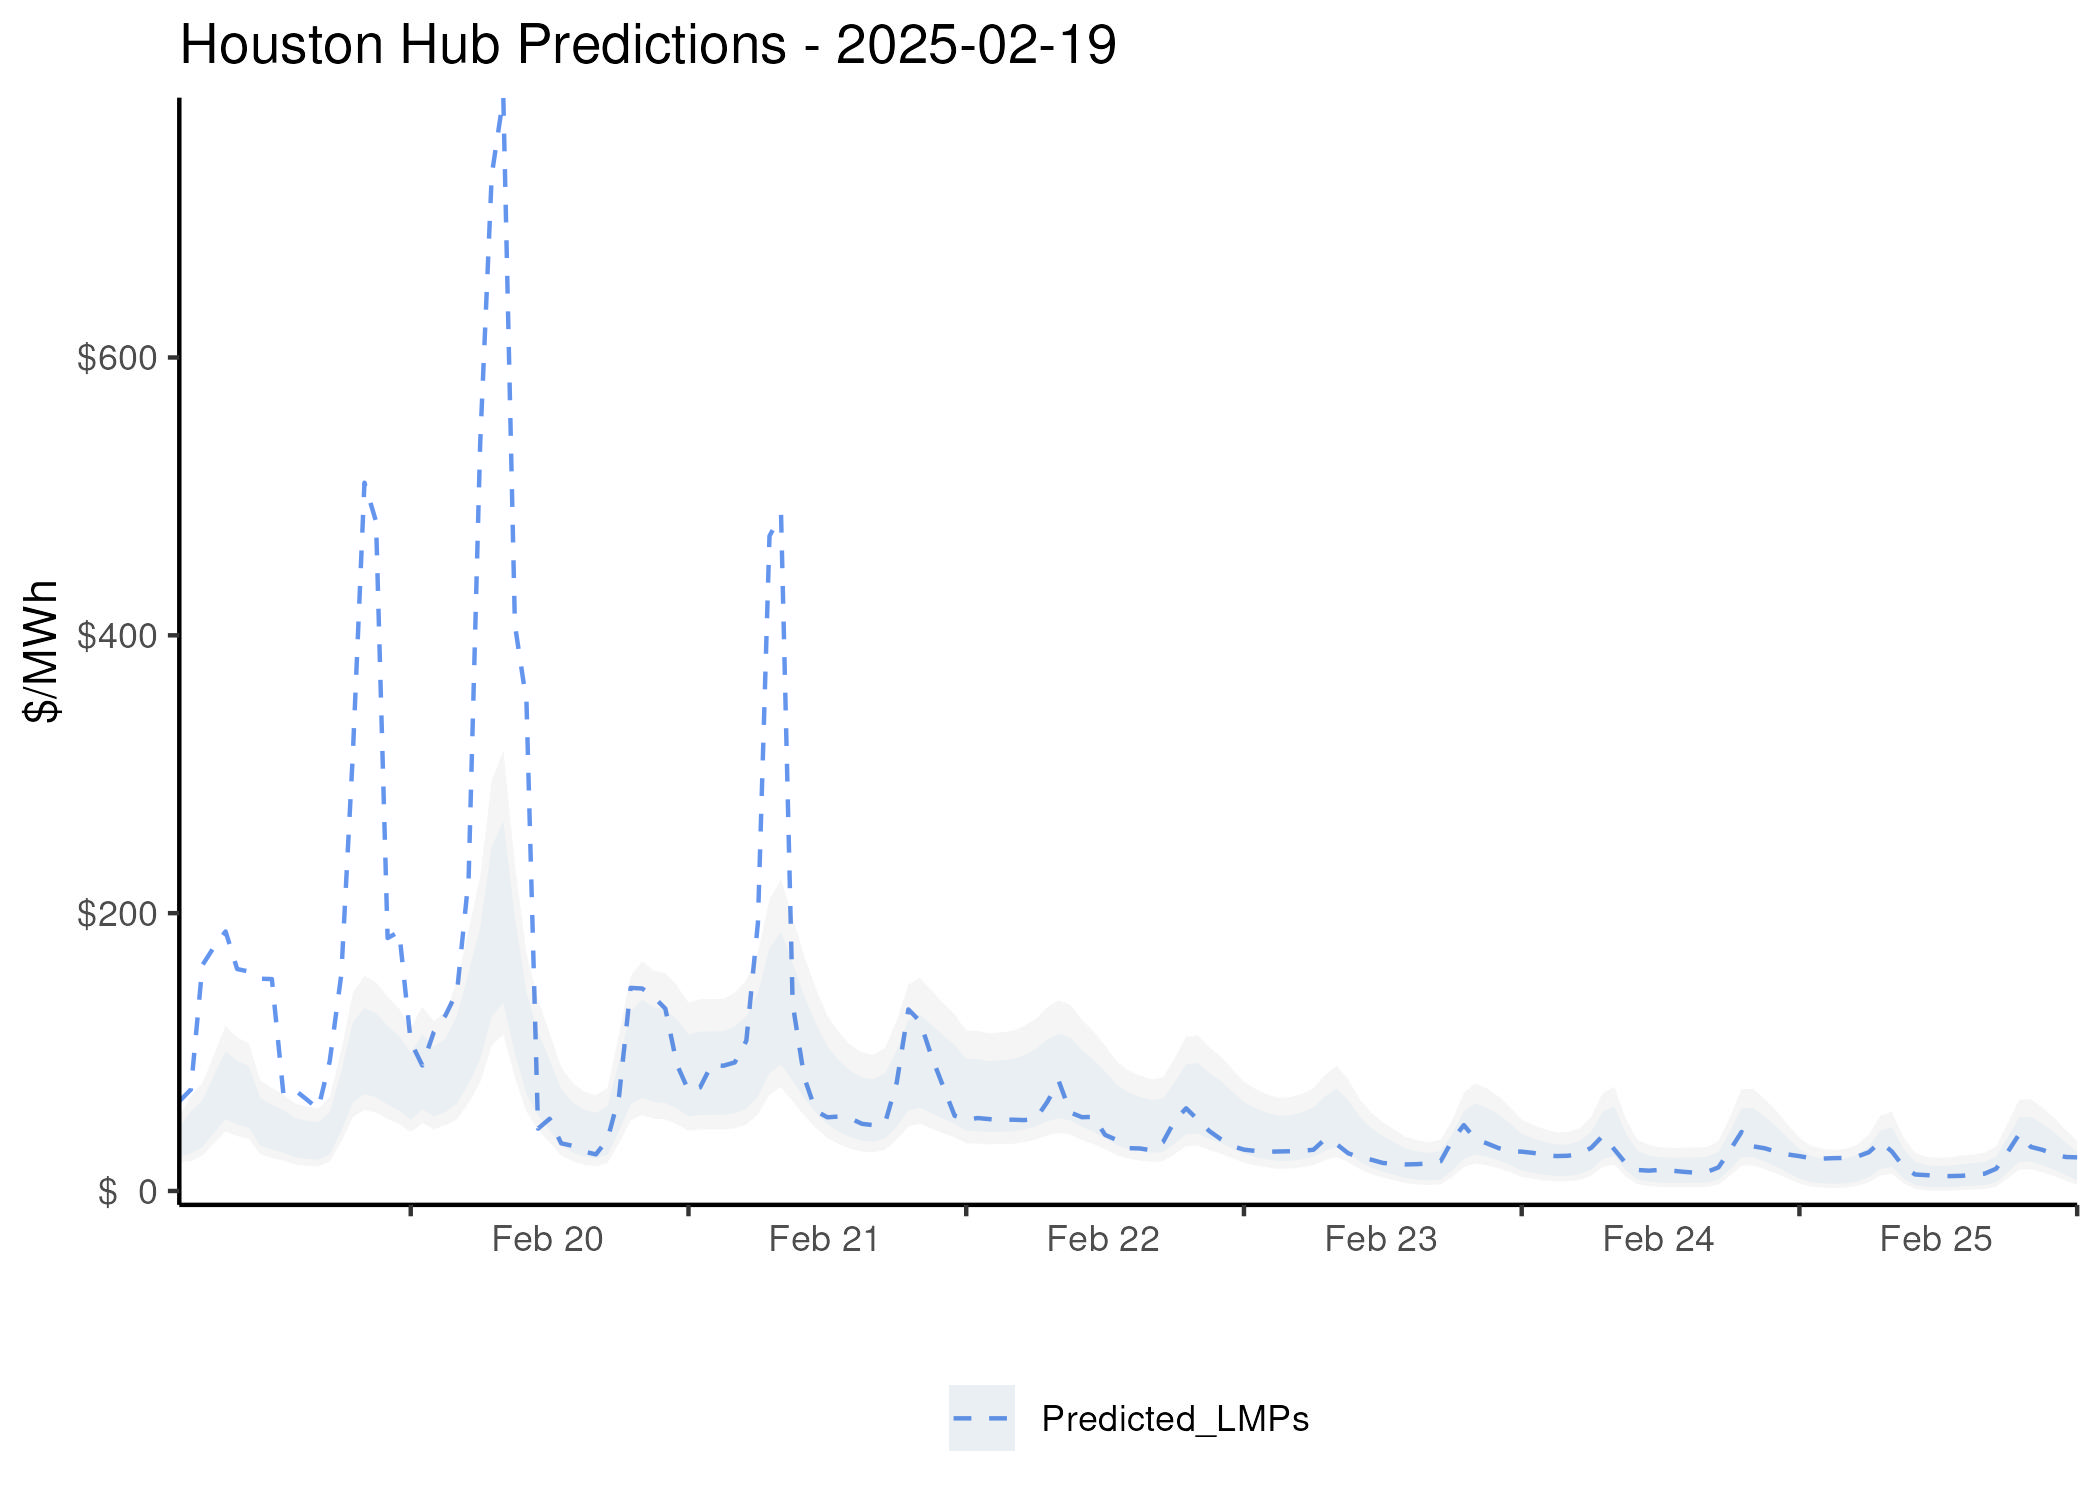 Houston Hub Predictions - 2025-02-19
$/MWh
$600
$400
$200
$  0
Feb 20
Feb 21
Feb 22
Feb 23
Feb 24
Feb 25
Predicted_LMPs